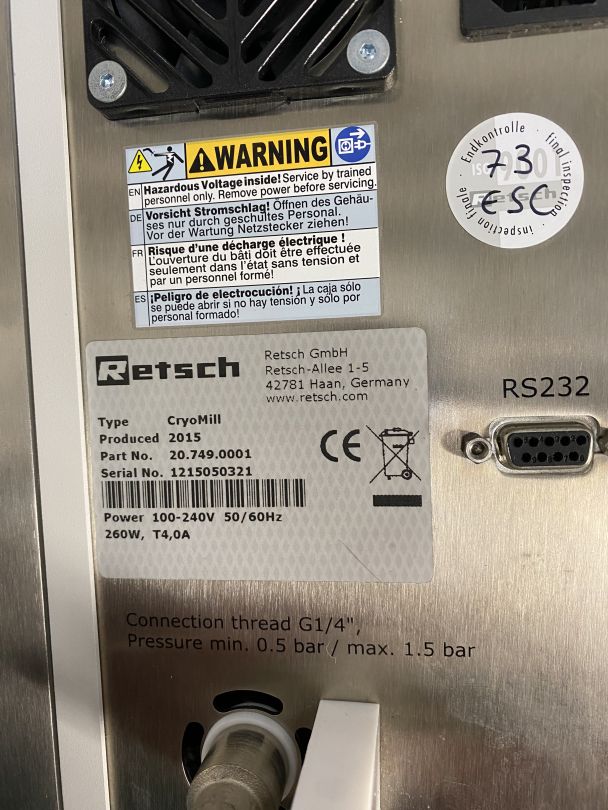 WARNING
EN Hazardous Voltage inside! Service by trained
personnel only. Remove power before servicing.
DE Vorsicht Stromschlag! Öffnen des Gehäu-
ses nur durch geschultes Personal.
Vor der Wartung Netzstecker ziehen!
FR Risque d'une décharge électrique !
L'ouverture du bâti doit être effectuée
seulement dans l'état sans tension et
par un personnel formé!
ES ¡Peligro de electrocución! ¡ La caja sólo
se puede abrir si no hay tensión y sólo por
personal formado!
Endkontrolle · final inspection · inspection finale ·
ISO 9001
Retsch
73
ESC
Retsch
Retsch GmbH
Retsch-Allee 1-5
42781 Haan, Germany
www.retsch.com
Type CryoMill
Produced 2015
Part No. 20.749.0001
Serial No. 1215050321
CE
Power 100-240V 50/60Hz
260W, T4,0A
RS232
Connection thread G1/4",
Pressure min. 0.5 bar / max. 1.5 bar